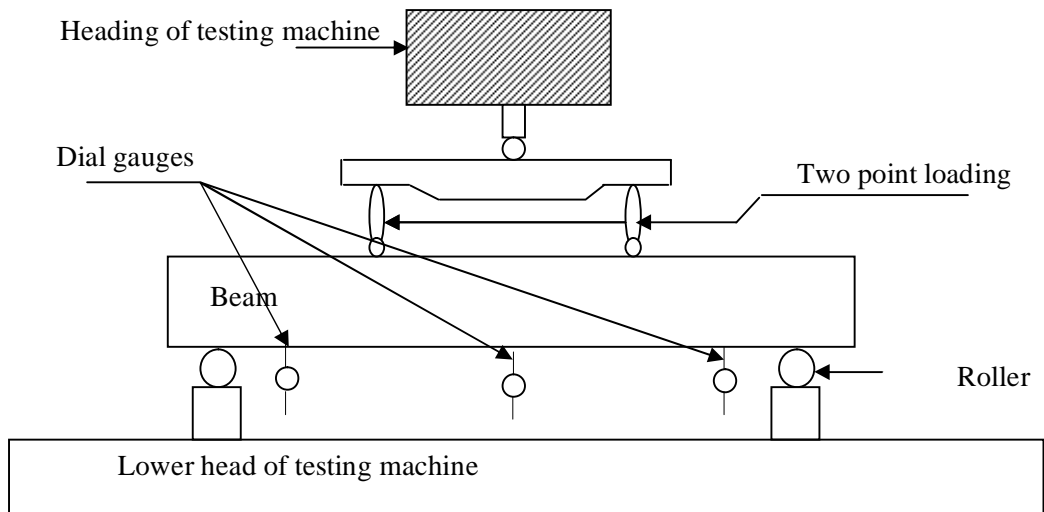 Heading of testing machine
Dial gauges
Two point loading
Beam
Roller
Lower head of testing machine